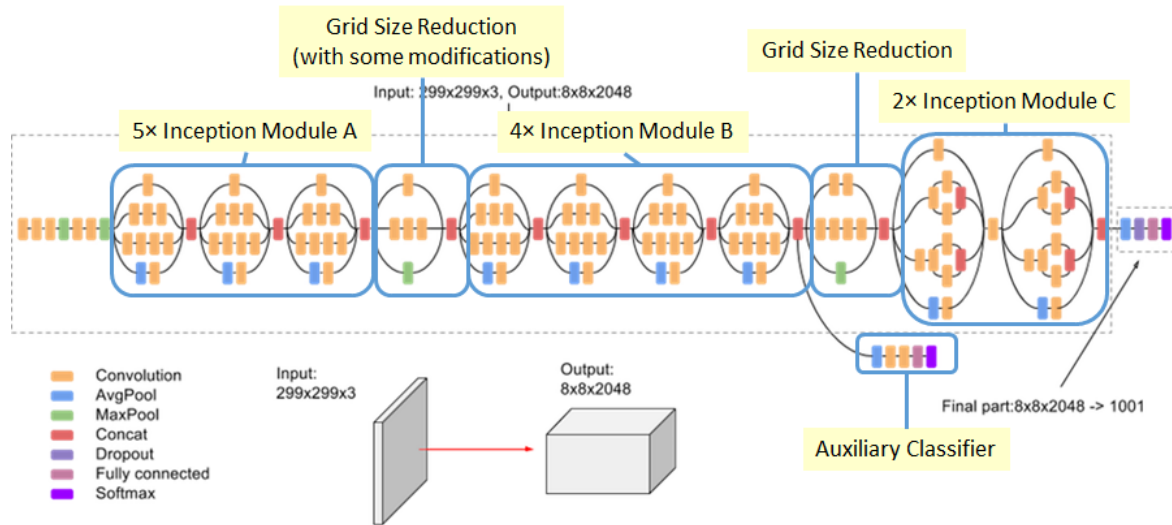 Grid Size Reduction
(with some modifications)
Grid Size Reduction
Input: 299x299x3, Output:8x8x2048
2× Inception Module C
5× Inception Module A
4× Inception Module B
Convolution
AvgPool
MaxPool
Concat
Dropout
Fully connected
Softmax
Input:
299x299x3
Output:
8x8x2048
Final part:8x8x2048 -> 1001
Auxiliary Classifier